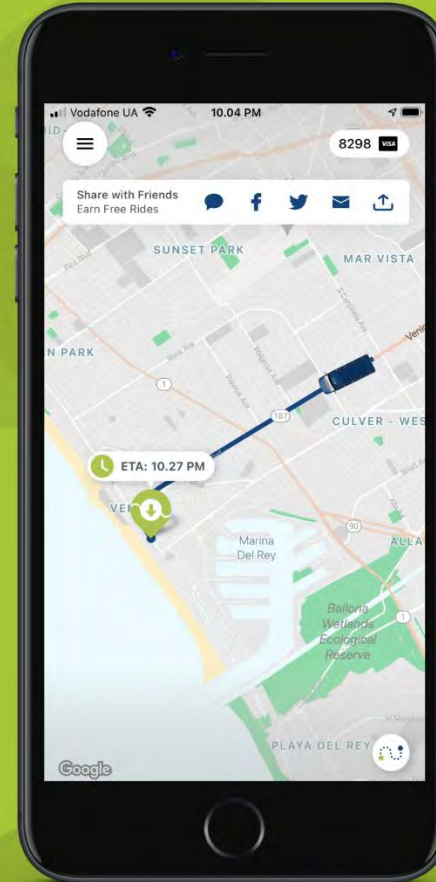 Vodafone UA
10.04 PM
8298 VISA
Share with Friends
Earn Free Rides
SUNSET PARK
MAR VISTA
N PARK
1
187
CULVER - WES
ETA: 10.27 PM
VEN
90
Marina
Del Rey
ALLA
Ballona
Wetlands
Ecological
Reserve
1
PLAYA DEL REY
Google